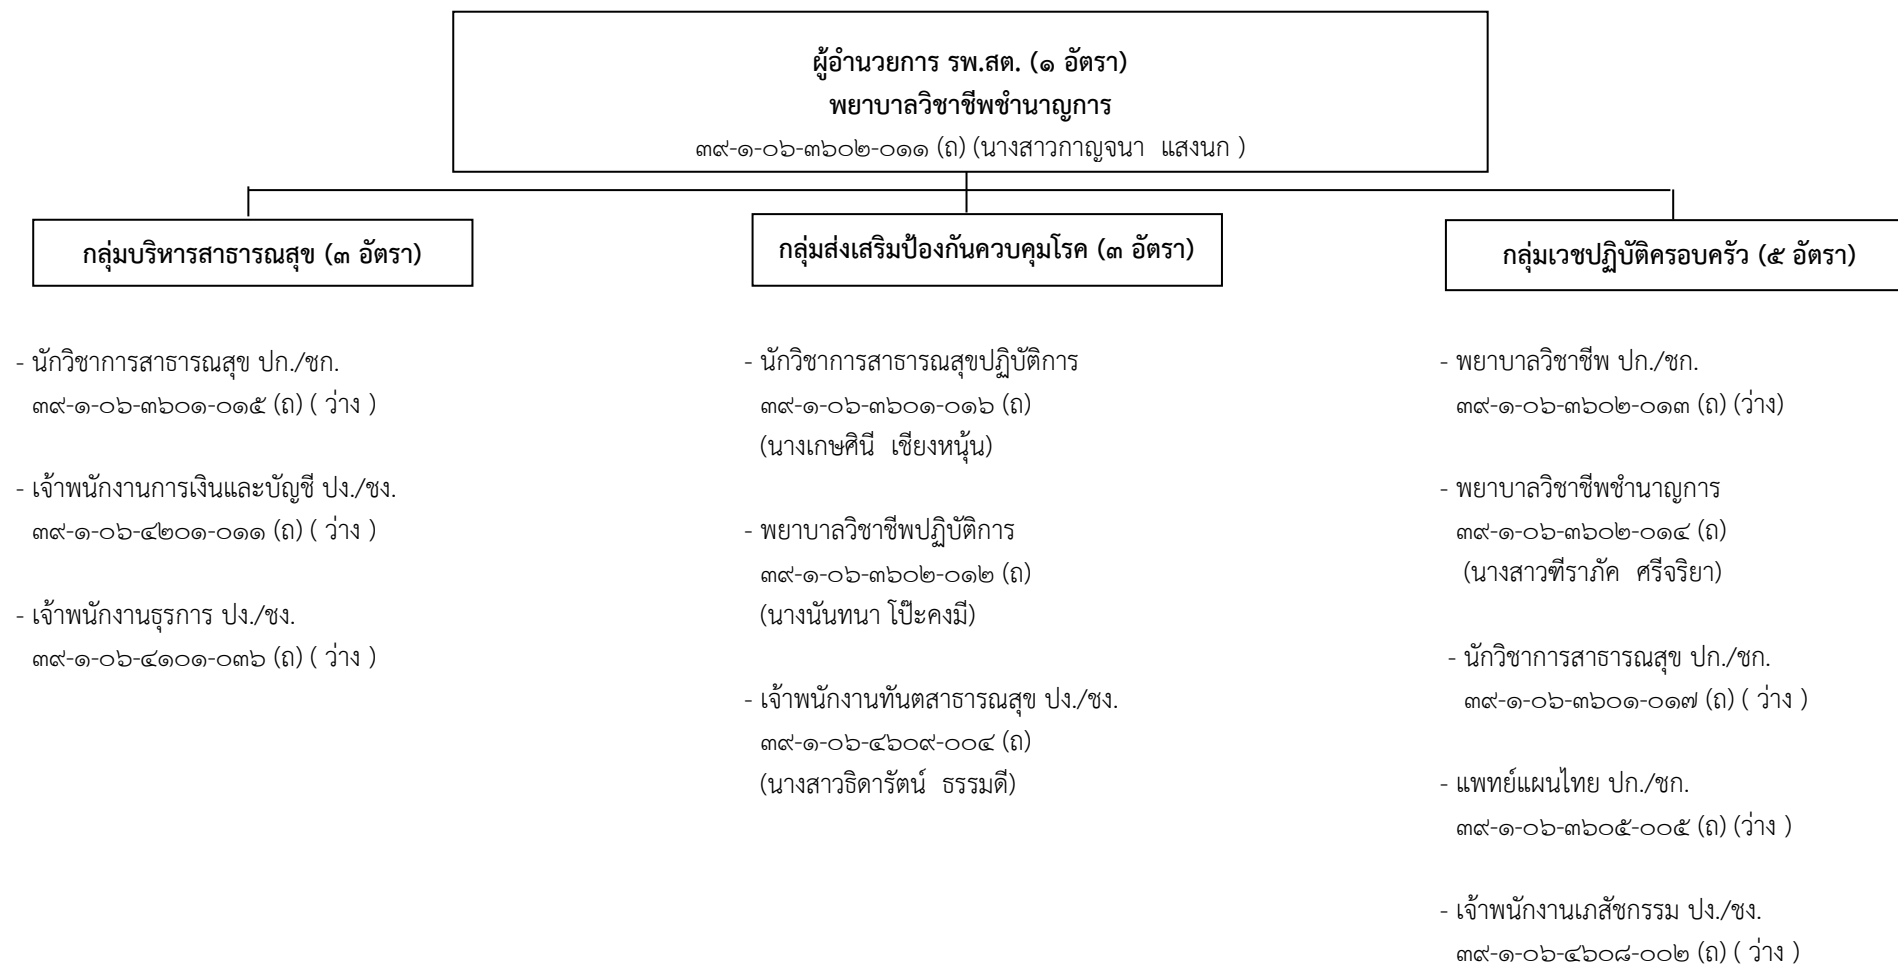 ผู้อำนวยการ รพ.สต. (๑ อัตรา)
พยาบาลวิชาชีพชำนาญการ
๓๙-๑-๐๖-๓๖๐๒-๐๑๑ (ถ) (นางสาวกาญจนา  แสงนก )
กลุ่มบริหารสาธารณสุข (๓ อัตรา)
- นักวิชาการสาธารณสุข ปก./ชก.
๓๙-๑-๐๖-๓๖๐๑-๐๑๕ (ถ) ( ว่าง )
- เจ้าพนักงานการเงินและบัญชี ปง./ชง.
๓๙-๑-๐๖-๔๒๐๑-๐๑๑ (ถ) ( ว่าง )
- เจ้าพนักงานธุรการ ปง./ชง.
๓๙-๑-๐๖-๔๑๐๑-๐๓๖ (ถ) ( ว่าง )
กลุ่มส่งเสริมป้องกันควบคุมโรค (๓ อัตรา)
- นักวิชาการสาธารณสุขปฏิบัติการ
๓๙-๑-๐๖-๓๖๐๑-๐๑๖ (ถ)
(นางเกษศินี  เชียงหนุ้น)
- พยาบาลวิชาชีพปฏิบัติการ
๓๙-๑-๐๖-๓๖๐๒-๐๑๒ (ถ)
(นางนันทนา โป๊ะคงมี)
- เจ้าพนักงานทันตสาธารณสุข ปง./ชง.
๓๙-๑-๐๖-๔๖๐๙-๐๐๔ (ถ)
(นางสาวธิดารัตน์  ธรรมดี)
กลุ่มเวชปฏิบัติครอบครัว (๕ อัตรา)
- พยาบาลวิชาชีพ ปก./ชก.
๓๙-๑-๐๖-๓๖๐๒-๐๑๓ (ถ) (ว่าง)
- พยาบาลวิชาชีพชำนาญการ
๓๙-๑-๐๖-๓๖๐๒-๐๑๔ (ถ)
(นางสาวฑีราภัค  ศรีจริยา)
- นักวิชาการสาธารณสุข ปก./ชก.
๓๙-๑-๐๖-๓๖๐๑-๐๑๗ (ถ) ( ว่าง )
- แพทย์แผนไทย ปก./ชก.
๓๙-๑-๐๖-๓๖๐๕-๐๐๕ (ถ) (ว่าง )
- เจ้าพนักงานเภสัชกรรม ปง./ชง.
๓๙-๑-๐๖-๔๖๐๘-๐๐๒ (ถ) ( ว่าง )